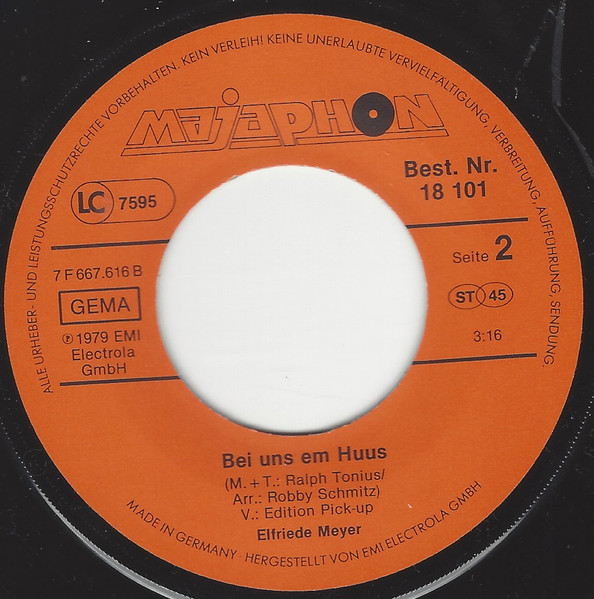 ALLE URHEBER- UND LEISTUNGSSCHUTZRECHTE VORBEHALTEN. KEIN VERLEIH! KEINE UNERLAUBTE VERVIELFÄLTIGUNG, VERBREITUNG, AUFFÜHRUNG, SENDUNG.
MAJAPHON
Best. Nr.
18 101
LC 7595
Seite 2
7 F 667.616 B
GEMA
ST 45
℗ 1979 EMI
Electrola
GmbH
3:16
Bei uns em Huus
(M. + T.: Ralph Tonius/
Arr.: Robby Schmitz)
V.: Edition Pick-up
Elfriede Meyer
MADE IN GERMANY · HERGESTELLT VON EMI ELECTROLA GMBH